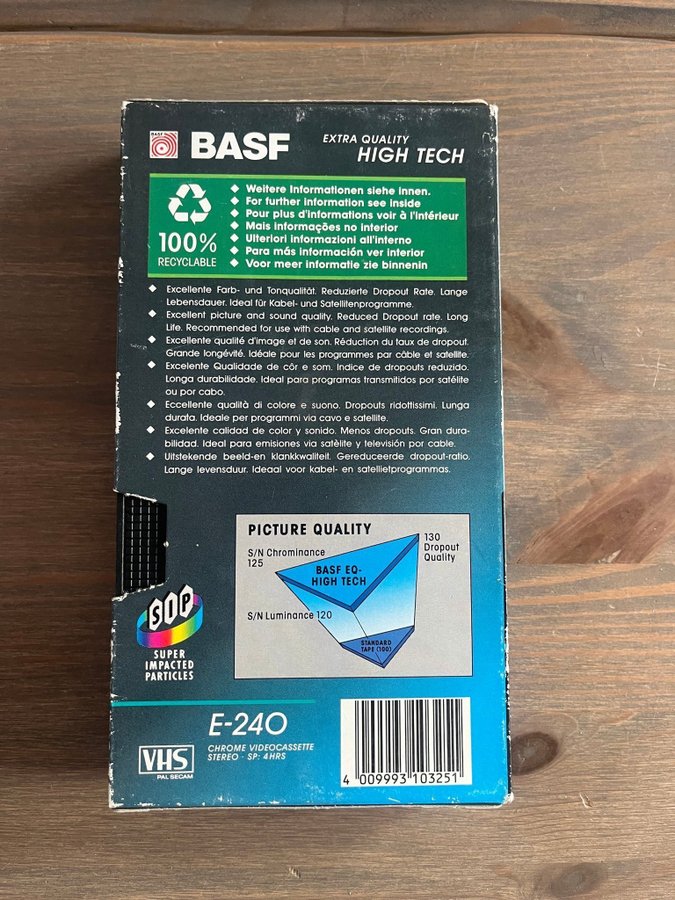 BASF
BASF
EXTRA QUALITY
HIGH TECH
100%
RECYCLABLE
◆ Weitere Informationen siehe innen.
◆ For further information see inside
◆ Pour plus d'informations voir à l'intérieur
◆ Mais informações no interior
◆ Ulteriori informazioni all'interno
◆ Para más información ver interior
◆ Voor meer informatie zie binnenin
◆ Excellente Farb- und Tonqualität. Reduzierte Dropout Rate. Lange
Lebensdauer. Ideal für Kabel- und Satellitenprogramme.
◆ Excellent picture and sound quality. Reduced Dropout rate. Long
Life. Recommended for use with cable and satellite recordings.
◆ Excellente qualité d'image et de son. Réduction du taux de dropout.
Grande longévité. Idéale pour les programmes par câble et satellite.
◆ Excelente Qualidade de côr e som. Indice de dropouts reduzido.
Longa durabilidade. Ideal para programas transmitidos por satélite
ou por cabo.
◆ Eccellente qualità di colore e suono. Dropouts ridottissimi. Lunga
durata. Ideale per programmi via cavo e satellite.
◆ Excelente calidad de color y sonido. Menos dropouts. Gran dura-
bilidad. Ideal para emisiones via satèlite y televisión por cable.
◆ Uitstekende beeld-en klankkwaliteit. Gereduceerde dropout-ratio.
Lange levensduur. Ideaal voor kabel- en satellietprogrammas.
PICTURE QUALITY
S/N Chrominance
125
130
Dropout
Quality
BASF EQ-
HIGH TECH
S/N Luminance 120
STANDARD
TAPE (100)
SIP
SUPER
IMPACTED
PARTICLES
E-240
CHROME VIDEOCASSETTE
STEREO · SP: 4HRS
VHS
PAL SECAM
4 009993 103251